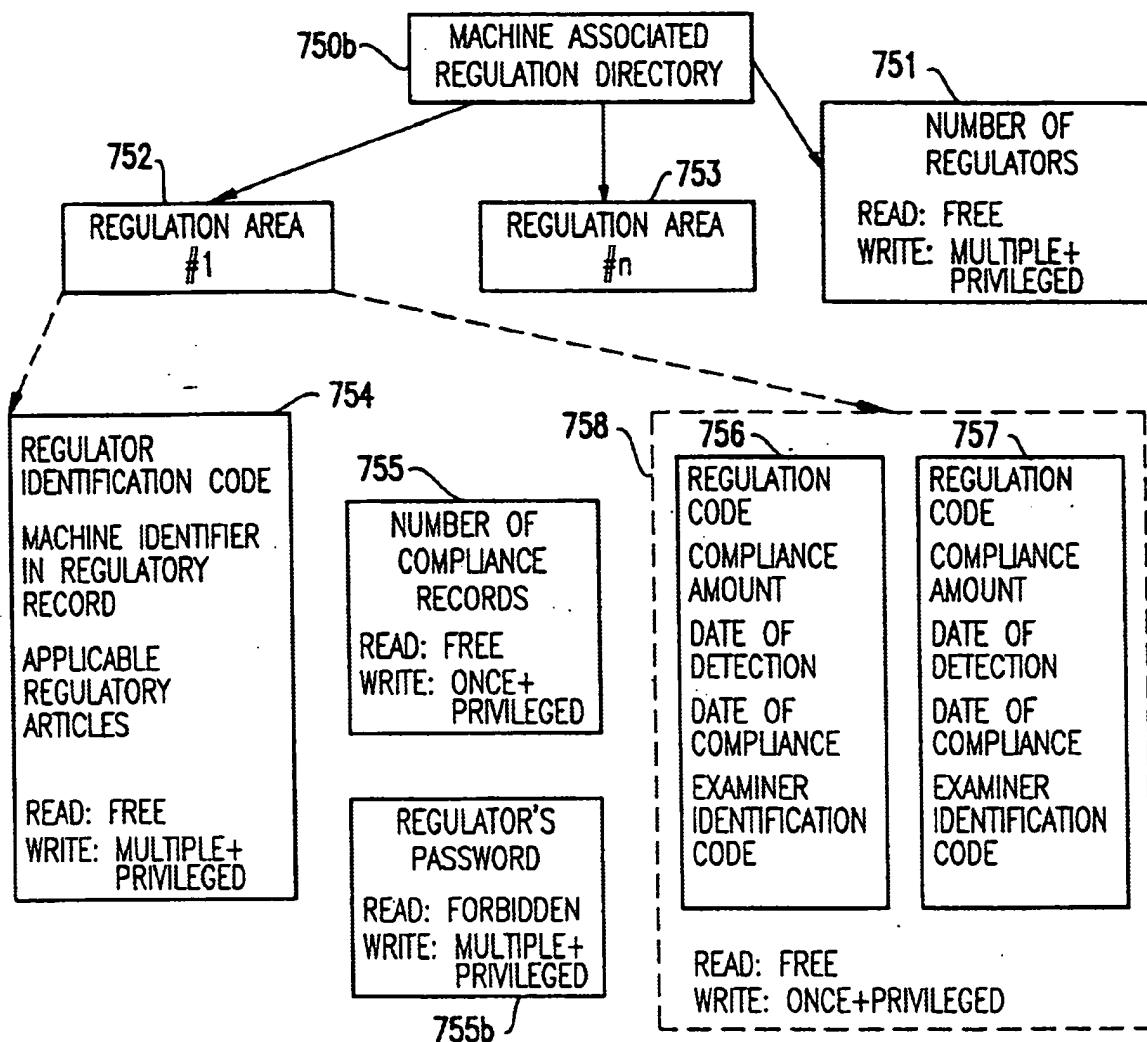 750b
MACHINE ASSOCIATED
REGULATION DIRECTORY
751
NUMBER OF
REGULATORS
READ: FREE
WRITE: MULTIPLE+
PRIVILEGED
752
REGULATION AREA
#1
753
REGULATION AREA
#n
754
REGULATOR
IDENTIFICATION CODE
MACHINE IDENTIFIER
IN REGULATORY
RECORD
APPLICABLE
REGULATORY
ARTICLES
READ: FREE
WRITE: MULTIPLE+
PRIVILEGED
755
NUMBER OF
COMPLIANCE
RECORDS
READ: FREE
WRITE: ONCE+
PRIVILEGED
REGULATOR'S
PASSWORD
READ: FORBIDDEN
WRITE: MULTIPLE+
PRIVILEGED
755b
758
756
REGULATION
CODE
COMPLIANCE
AMOUNT
DATE OF
DETECTION
DATE OF
COMPLIANCE
EXAMINER
IDENTIFICATION
CODE
757
REGULATION
CODE
COMPLIANCE
AMOUNT
DATE OF
DETECTION
DATE OF
COMPLIANCE
EXAMINER
IDENTIFICATION
CODE
READ: FREE
WRITE: ONCE+PRIVILEGED